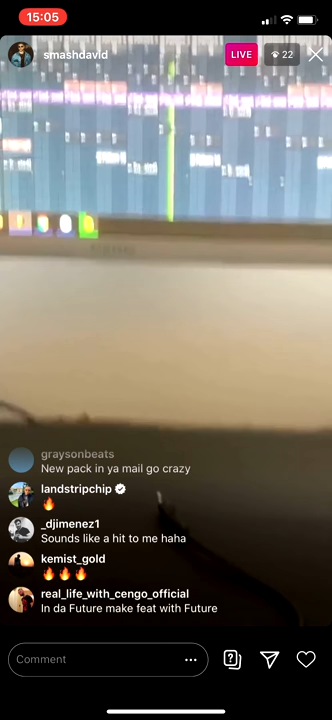 15:05
smashdavid
LIVE
22
graysonbeats
New pack in ya mail go crazy
landstripchip
🔥
_djimenez1
Sounds like a hit to me haha
kemist_gold
🔥🔥🔥
real_life_with_cengo_official
In da Future make feat with Future
Comment